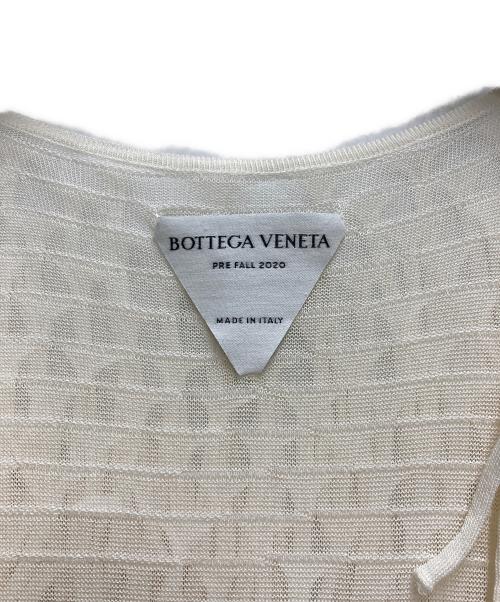 BOTTEGA VENETA
PRE FALL 2020
MADE IN ITALY